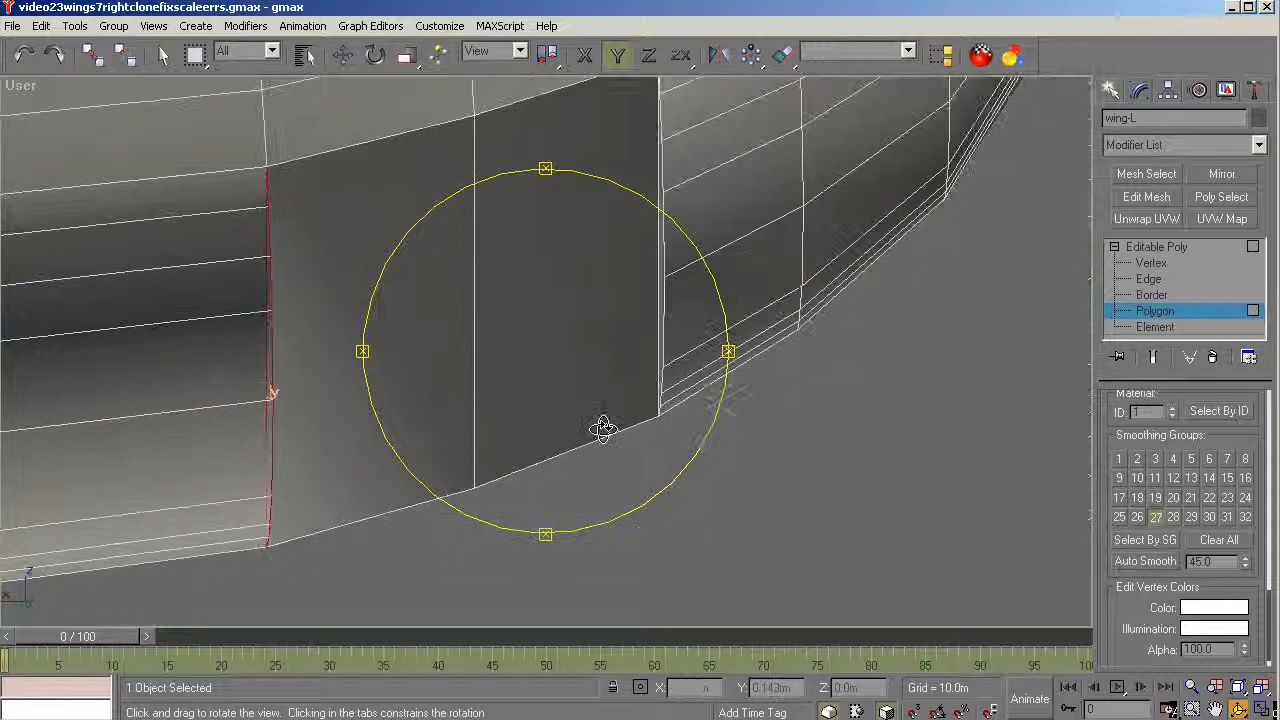 video23wings7rightclonefixscaleerrs.gmax - gmax
File Edit Tools Group Views Create Modifiers Animation Graph Editors Customize MAXScript Help
All View X Y Z ZX
User
wing-L
Modifier List
Mesh Select Mirror
Edit Mesh Poly Select
Unwrap UVW UVW Map
Editable Poly
Vertex
Edge
Border
Polygon
Element
Material:
ID: 1 Select By ID
Smoothing Groups:
1 2 3 4 5 6 7 8
9 10 11 12 13 14 15 16
17 18 19 20 21 22 23 24
25 26 27 28 29 30 31 32
Select By SG Clear All
Auto Smooth 45.0
Edit Vertex Colors
Color:
Illumination:
Alpha: 100.0
y
z
x
0 / 100
5 10 15 20 25 30 35 40 45 50 55 60 65 70 75 80 85 90 95
1 Object Selected X: Y: 0.143m Z: 0.0m Grid = 10.0m Animate
0
Click and drag to rotate the view. Clicking in the tabs constrains the rotation Add Time Tag